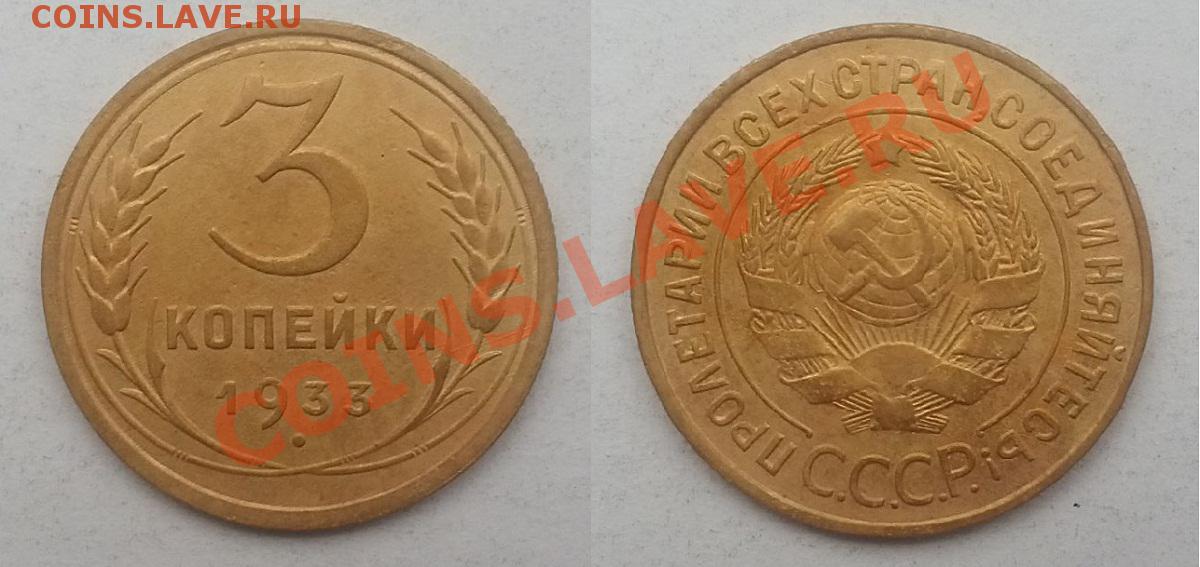 COINS.LAVE.RU
3
КОПЕЙКИ
1933
COINS.LAVE.RU
ПРОЛЕТАРИИ ВСЕХ СТРАН СОЕДИНЯЙТЕСЬ!
С.С.С.Р.